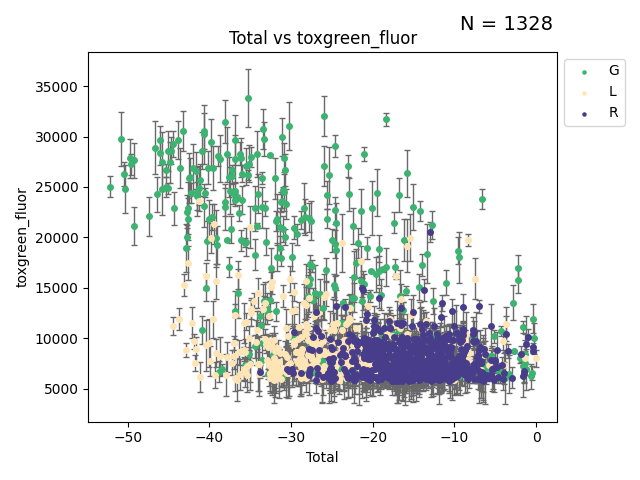 N = 1328
Total vs toxgreen_fluor
G
L
R
35000
30000
25000
20000
15000
10000
5000
toxgreen_fluor
−50
−40
−30
−20
−10
0
Total